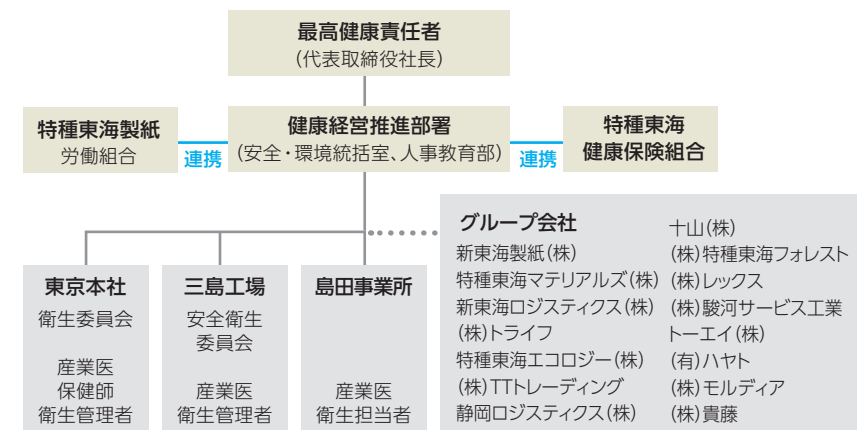 最高健康責任者
(代表取締役社長)
特種東海製紙
労働組合
連携
健康経営推進部署
(安全・環境統括室、人事教育部)
連携
特種東海
健康保険組合
東京本社
衛生委員会
産業医
保健師
衛生管理者
三島工場
安全衛生
委員会
産業医
衛生管理者
島田事業所
産業医
衛生担当者
グループ会社
新東海製紙(株)
特種東海マテリアルズ(株)
新東海ロジスティクス(株)
(株)トライフ
特種東海エコロジー(株)
(株)TTトレーディング
静岡ロジスティクス(株)
十山(株)
(株)特種東海フォレスト
(株)レックス
(株)駿河サービス工業
トーエイ(株)
(有)ハヤト
(株)モルディア
(株)貴藤